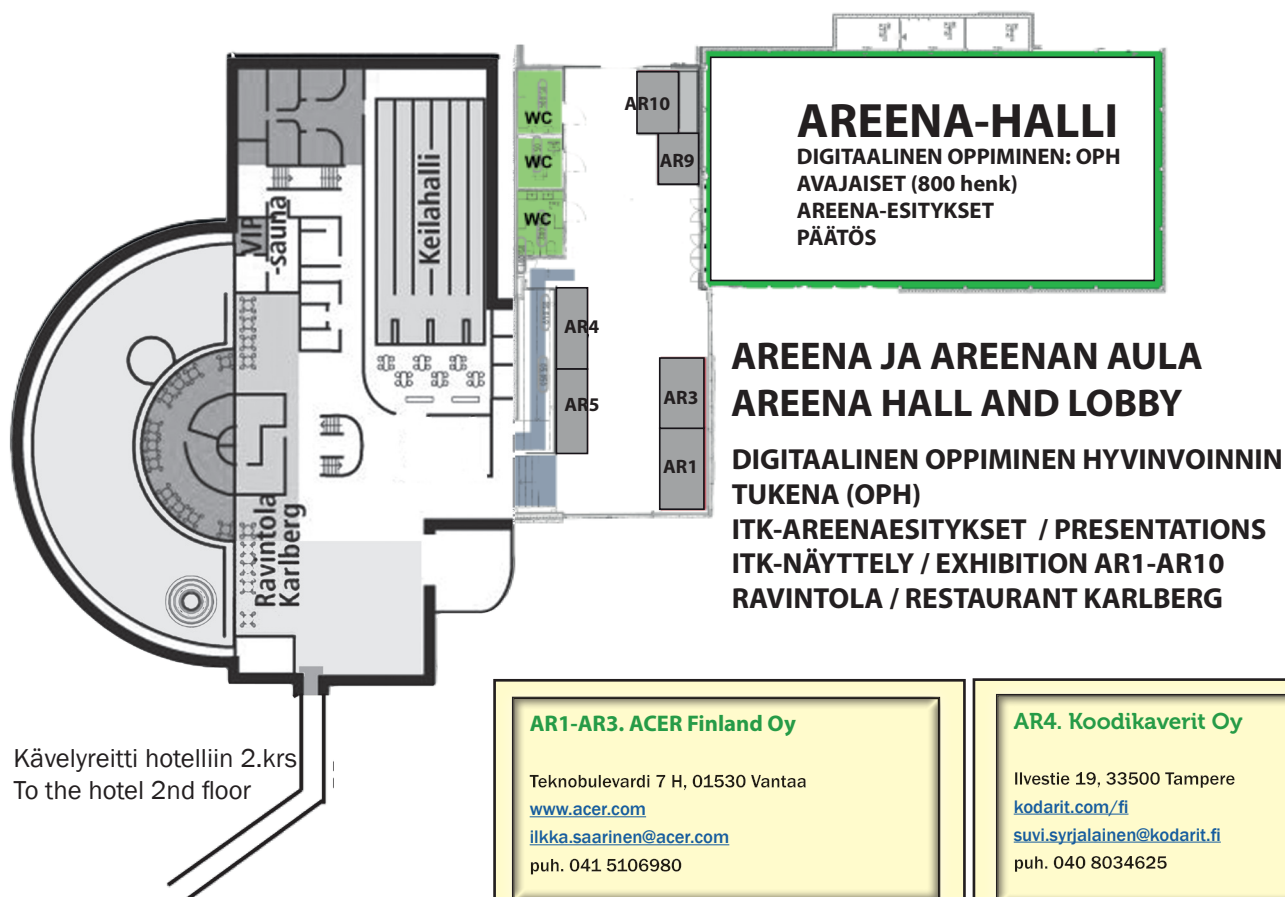 AR10
WC
WC
WC
AR9
AREENA-HALLI
DIGITAALINEN OPPIMINEN: OPH
AVAJAISET (800 henk)
AREENA-ESITYKSET
PÄÄTÖS
VIP
-sauna
Keilahalli
AR4
AR5
AR3
AR1
Ravintola
Karlberg
AREENA JA AREENAN AULA
AREENA HALL AND LOBBY
DIGITAALINEN OPPIMINEN HYVINVOINNIN
TUKENA (OPH)
ITK-AREENAESITYKSET / PRESENTATIONS
ITK-NÄYTTELY / EXHIBITION AR1-AR10
RAVINTOLA / RESTAURANT KARLBERG
Kävelyreitti hotelliin 2.krs
To the hotel 2nd floor
AR1-AR3. ACER Finland Oy
Teknobulevardi 7 H, 01530 Vantaa
www.acer.com
ilkka.saarinen@acer.com
puh. 041 5106980
AR4. Koodikaverit Oy
Ilvestie 19, 33500 Tampere
kodarit.com/fi
suvi.syrjalainen@kodarit.fi
puh. 040 8034625